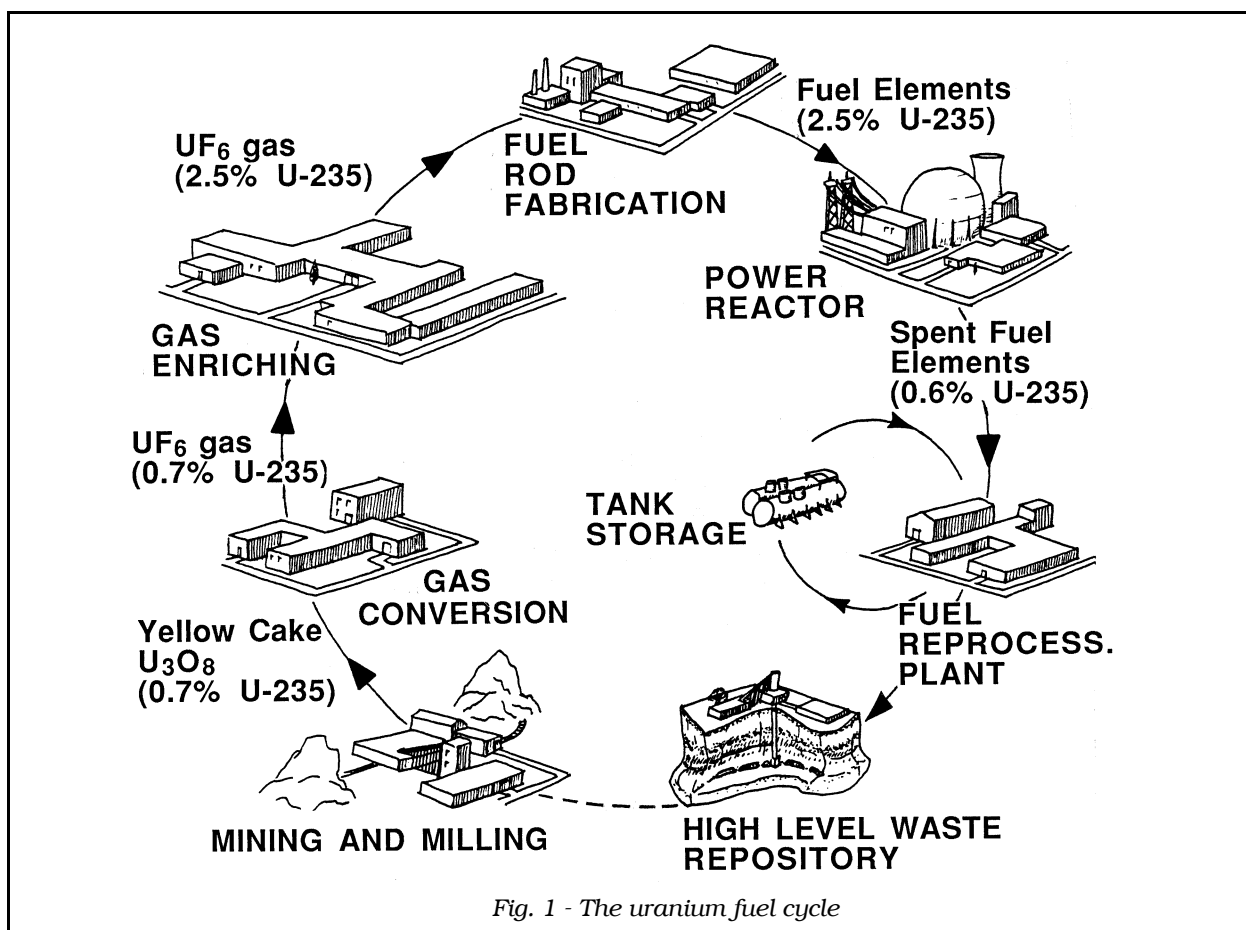 Fuel Elements
(2.5% U-235)
UF₆ gas
(2.5% U-235)
FUEL
ROD
FABRICATION
POWER
REACTOR
GAS
ENRICHING
Spent Fuel
Elements
(0.6% U-235)
UF₆ gas
(0.7% U-235)
TANK
STORAGE
GAS
CONVERSION
FUEL
REPROCESS.
PLANT
Yellow Cake
U₃O₈
(0.7% U-235)
MINING AND MILLING
HIGH LEVEL WASTE
REPOSITORY
Fig. 1 - The uranium fuel cycle